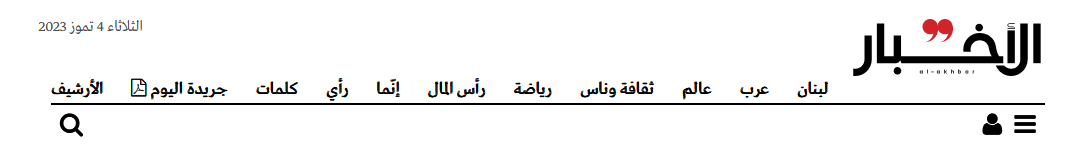 الثلاثاء 4 تموز 2023
الأخبار
al-akhbar
لبنان عرب عالم ثقافة وناس رياضة رأس المال إنّما رأي كلمات جريدة اليوم الأرشيف